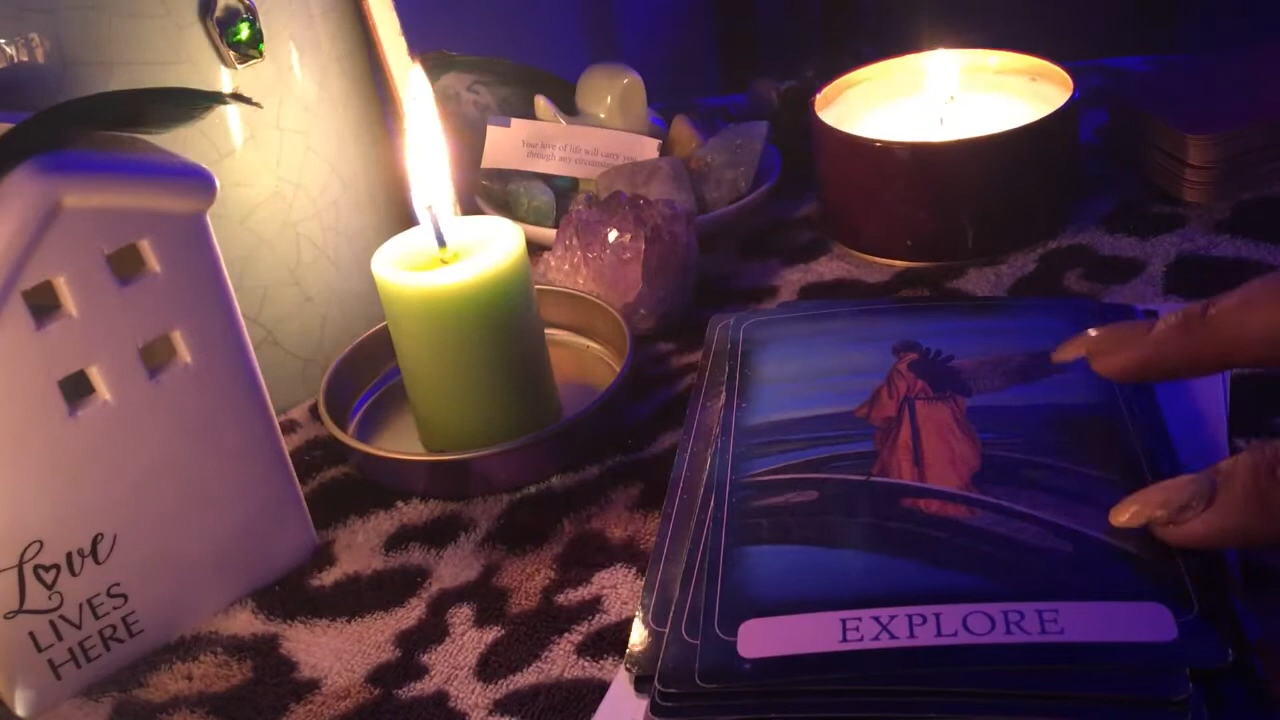 Your love of life will carry you
through any circumstance
Love
LIVES
HERE
EXPLORE